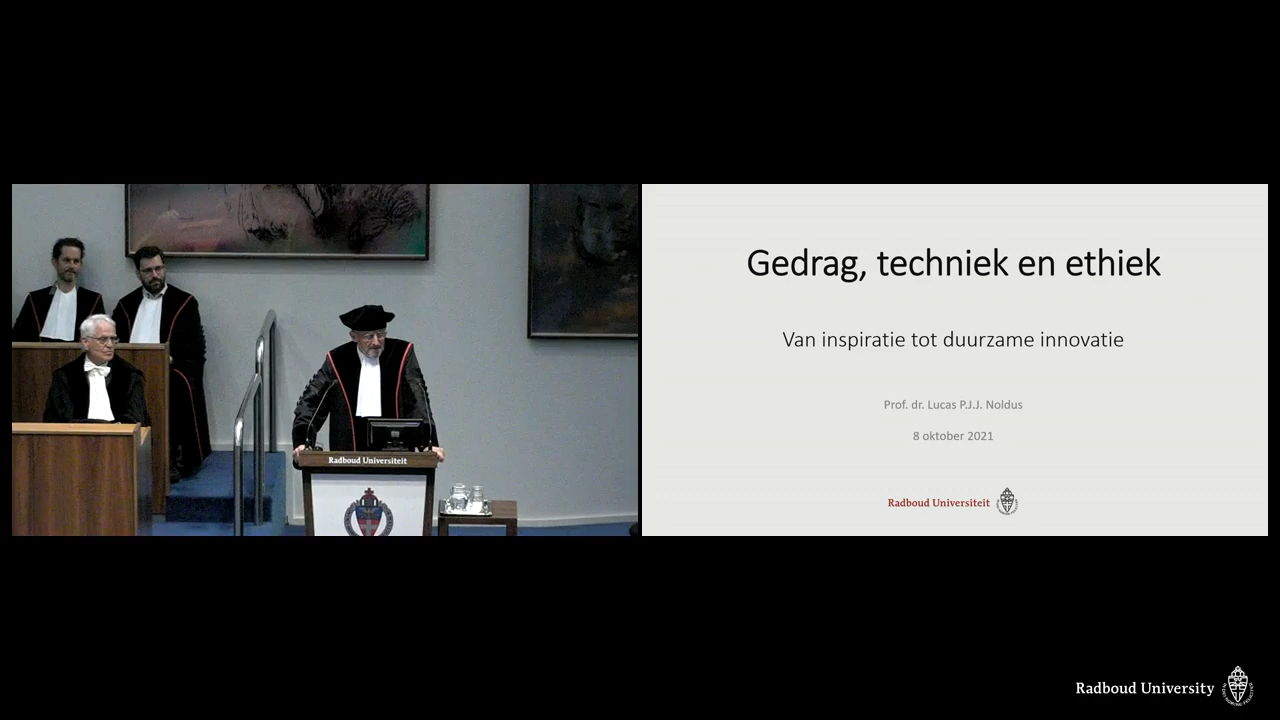 Radboud Universiteit
Gedrag, techniek en ethiek
Van inspiratie tot duurzame innovatie
Prof. dr. Lucas P.J.J. Noldus
8 oktober 2021
Radboud Universiteit
Radboud University